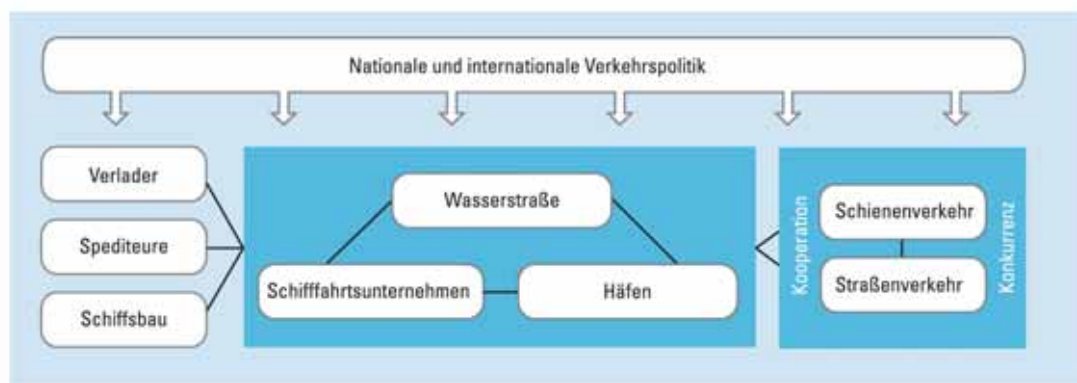 Nationale und internationale Verkehrspolitik
Verlader
Spediteure
Schiffsbau
Wasserstraße
Schifffahrtsunternehmen
Häfen
Kooperation
Schienenverkehr
Straßenverkehr
Konkurrenz